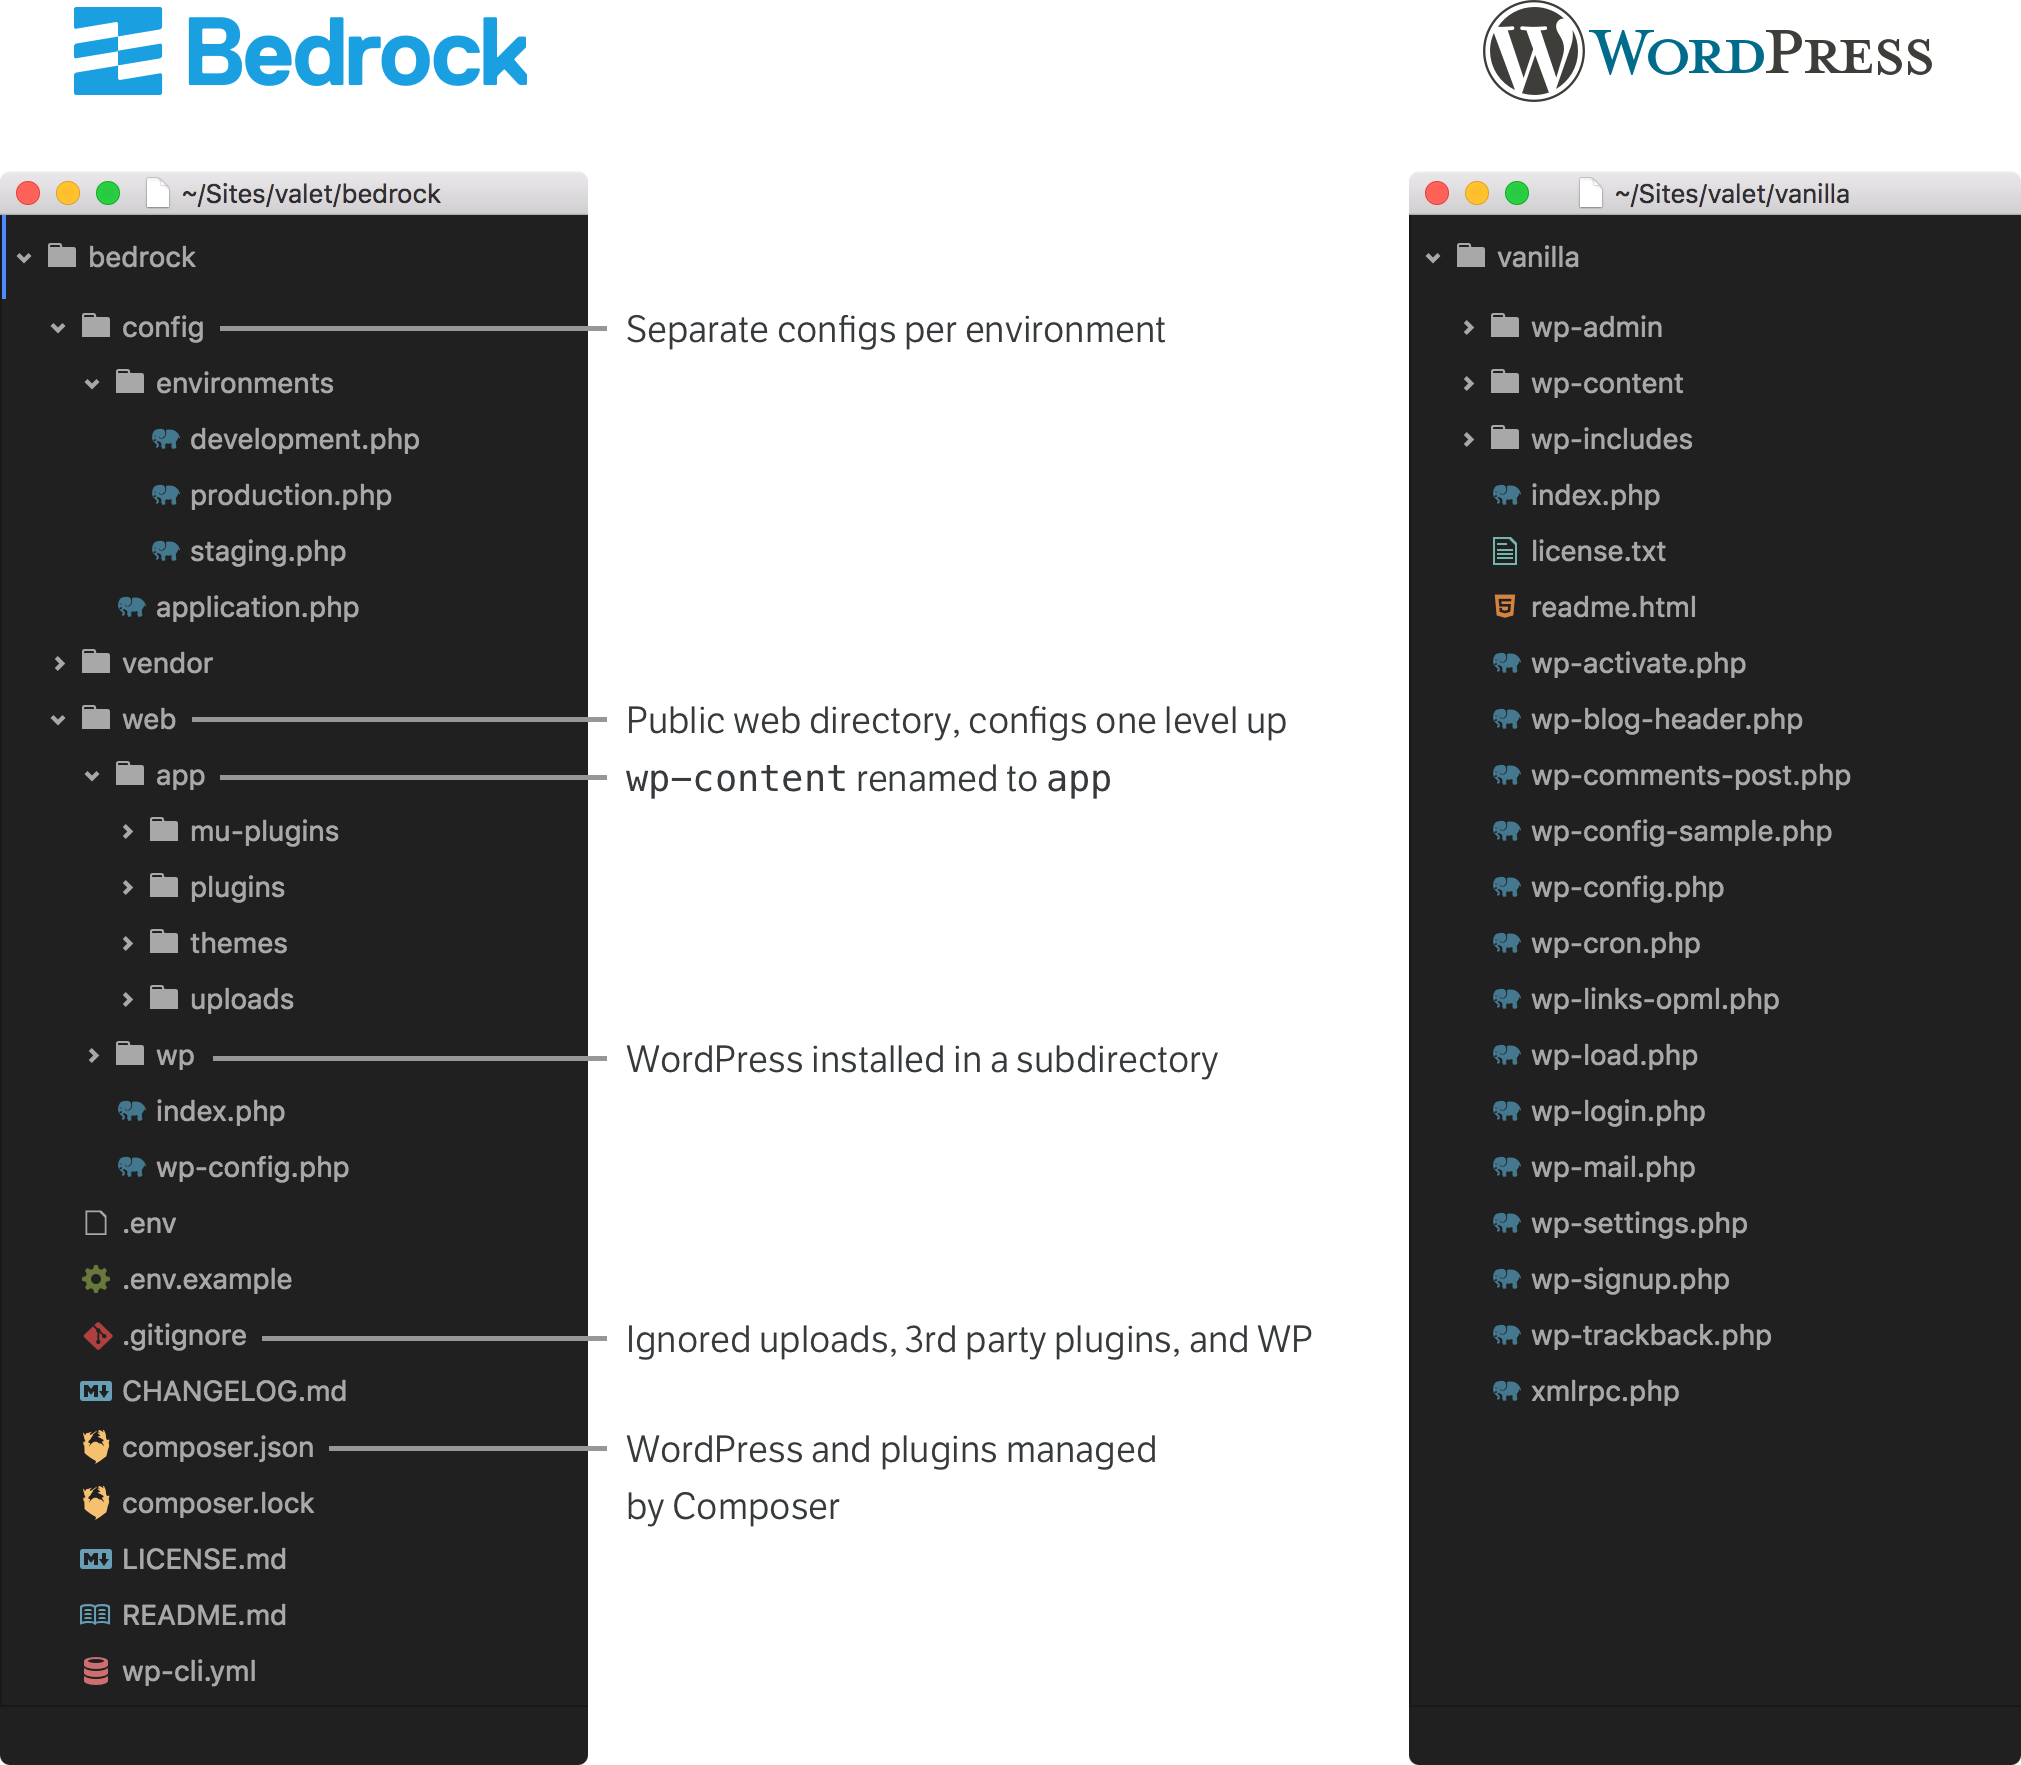 Bedrock
~/Sites/valet/bedrock
bedrock
config
environments
development.php
production.php
staging.php
application.php
vendor
web
app
mu-plugins
plugins
themes
uploads
wp
index.php
wp-config.php
.env
.env.example
.gitignore
CHANGELOG.md
composer.json
composer.lock
LICENSE.md
README.md
wp-cli.yml
Separate configs per environment
Public web directory, configs one level up
wp-content renamed to app
WordPress installed in a subdirectory
Ignored uploads, 3rd party plugins, and WP
WordPress and plugins managed
by Composer
WORDPRESS
~/Sites/valet/vanilla
vanilla
wp-admin
wp-content
wp-includes
index.php
license.txt
readme.html
wp-activate.php
wp-blog-header.php
wp-comments-post.php
wp-config-sample.php
wp-config.php
wp-cron.php
wp-links-opml.php
wp-load.php
wp-login.php
wp-mail.php
wp-settings.php
wp-signup.php
wp-trackback.php
xmlrpc.php